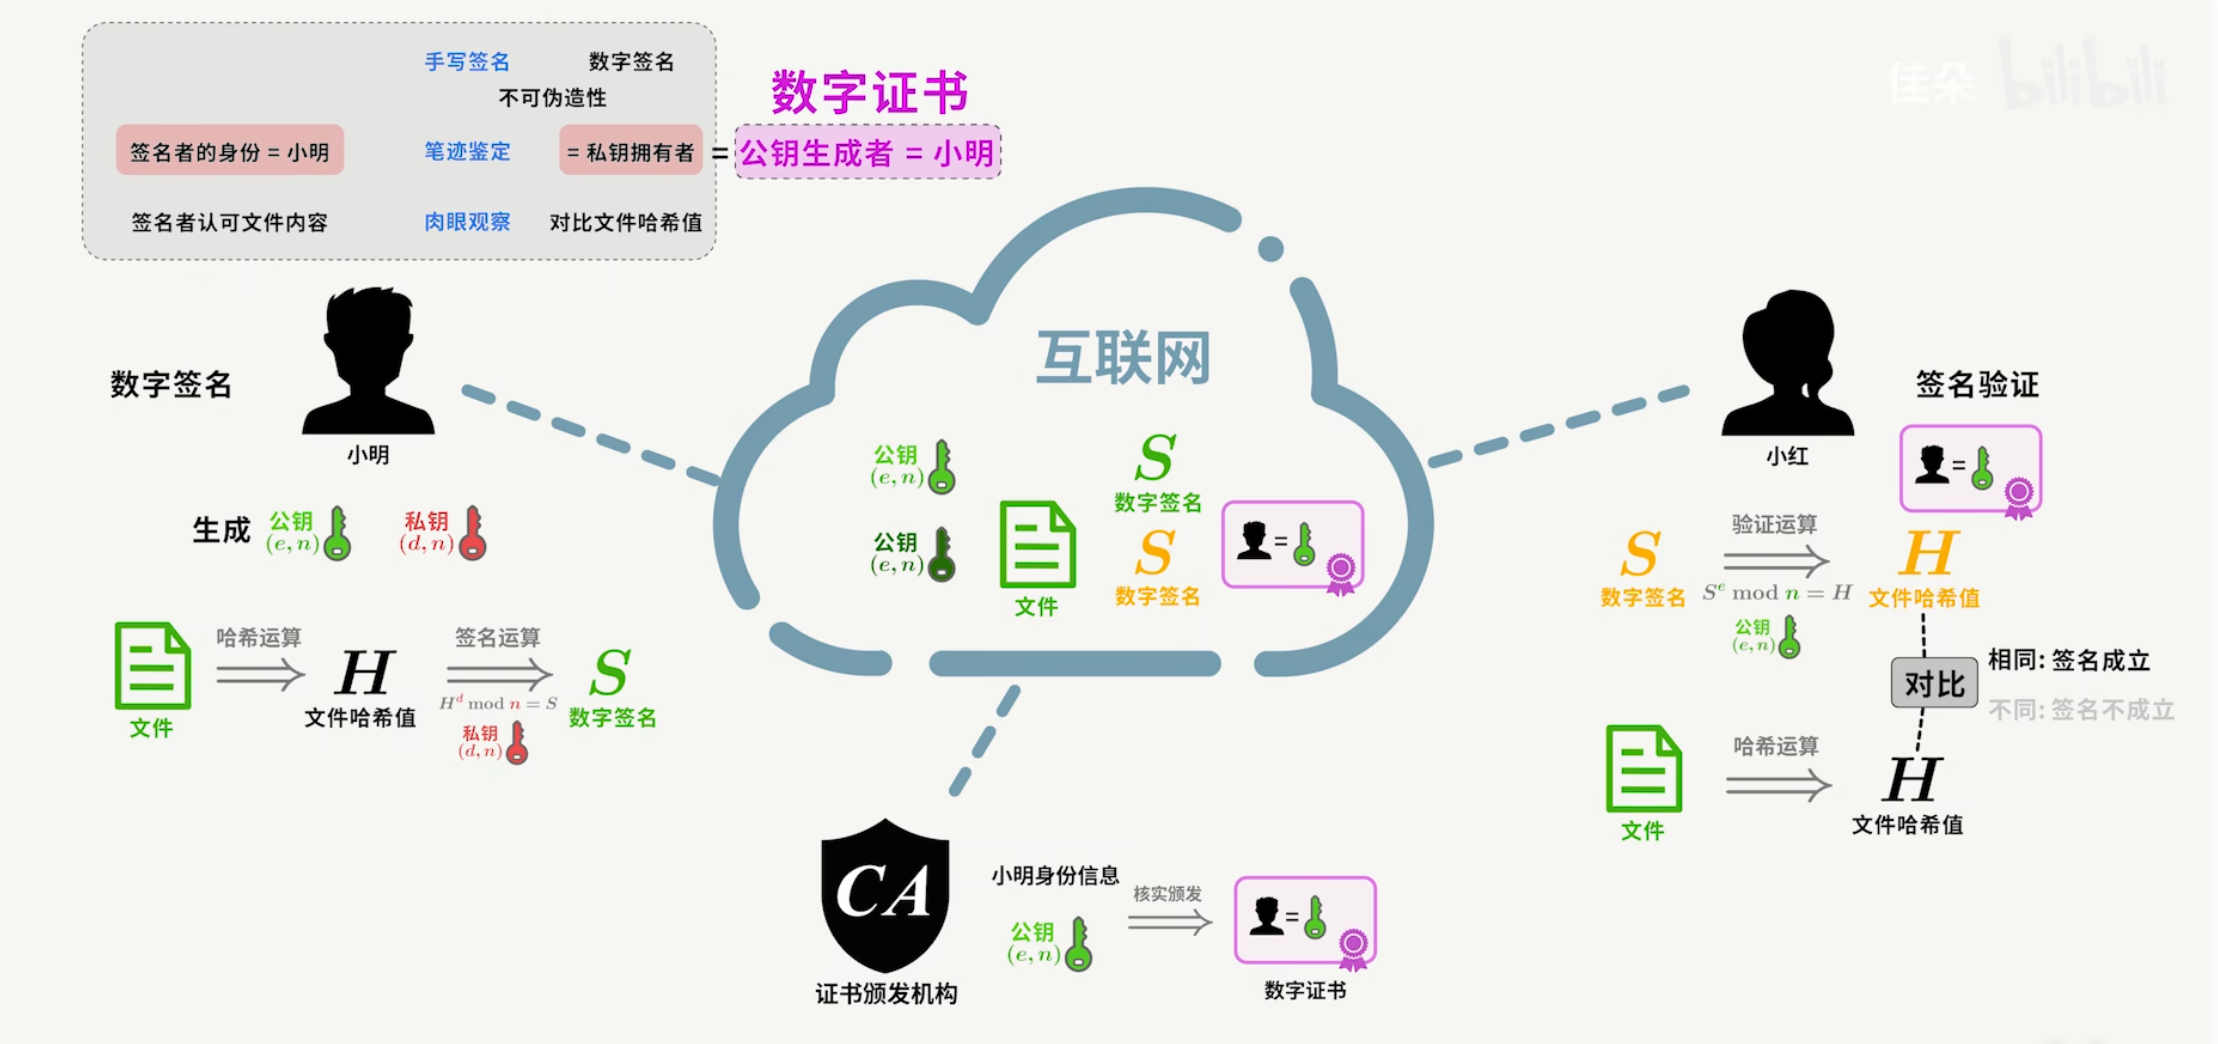 手写签名 数字签名
不可伪造性
签名者的身份 = 小明 笔迹鉴定 = 私钥拥有者
签名者认可文件内容 肉眼观察 对比文件哈希值
数字证书
= 公钥生成者 = 小明
佳朵 bilibili
互联网
数字签名
小明
生成 公钥 (e, n) 私钥 (d, n)
哈希运算
签名运算
H
S
H^d mod n = S
文件
文件哈希值
数字签名
私钥
(d, n)
公钥
(e, n)
公钥
(e, n)
文件
S
数字签名
S
数字签名
=
小红
签名验证
=
S
数字签名
验证运算
S^e mod n = H
公钥
(e, n)
H
文件哈希值
对比
相同: 签名成立
不同: 签名不成立
文件
哈希运算
H
文件哈希值
CA
证书颁发机构
小明身份信息
公钥
(e, n)
核实颁发
=
数字证书